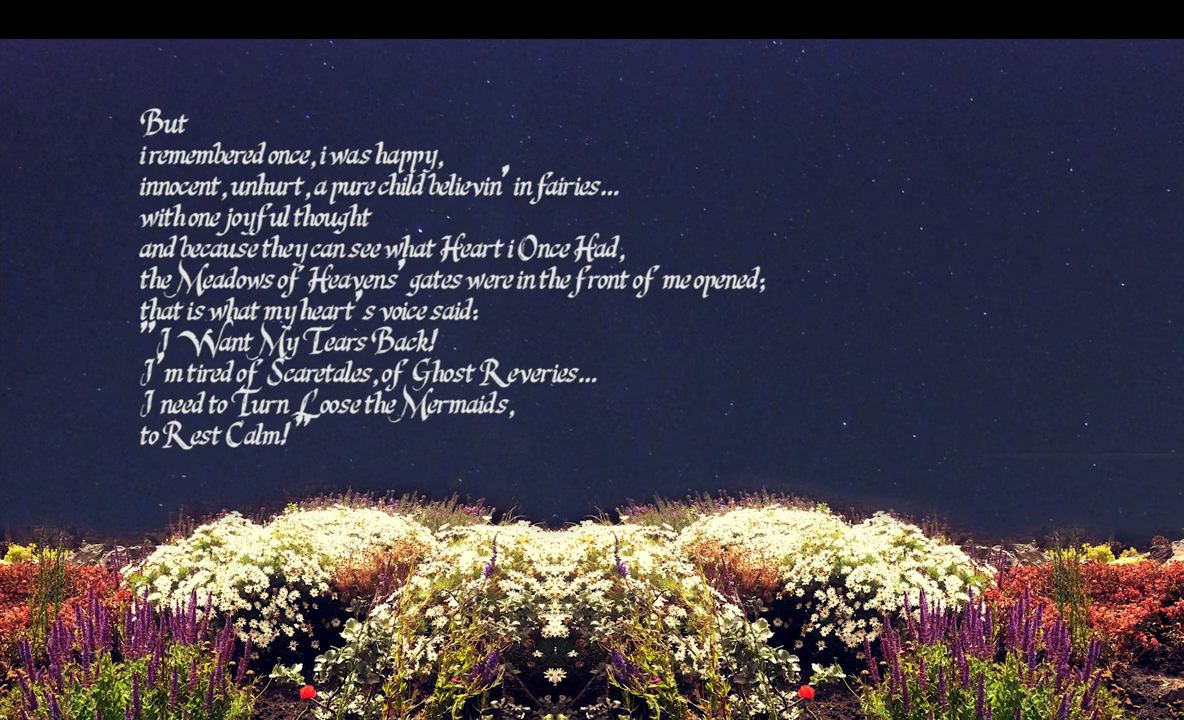 But
i remembered once, i was happy,
innocent, unhurt, a pure child believin' in fairies...
with one joyful thought
and because they can see what Heart i Once Had,
the Meadows of Heavens' gates were in the front of me opened;
that is what my heart's voice said:
"I Want My Tears Back!
I'm tired of Scaretales, of Ghost Reveries...
I need to Turn Loose the Mermaids,
to Rest Calm!"